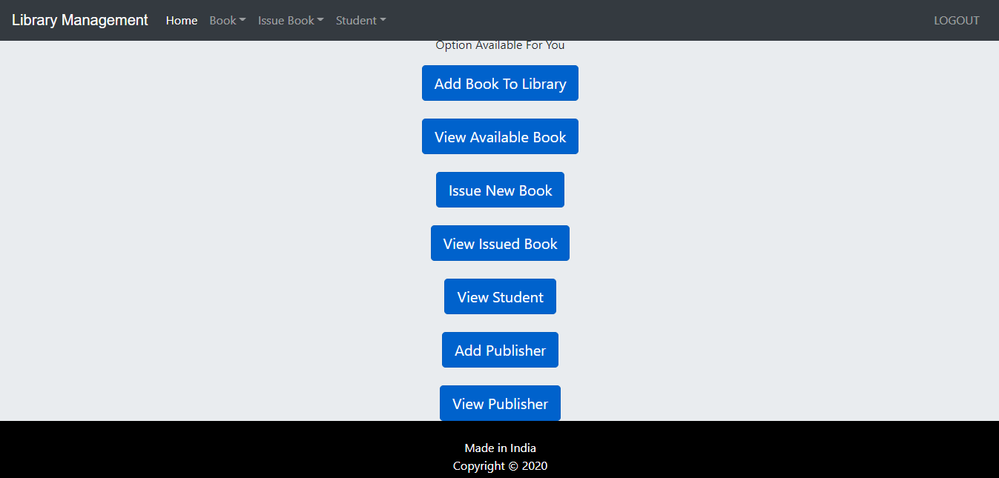 Library Management Home Book Issue Book Student LOGOUT
Option Available For You
Add Book To Library
View Available Book
Issue New Book
View Issued Book
View Student
Add Publisher
View Publisher
Made in India
Copyright © 2020